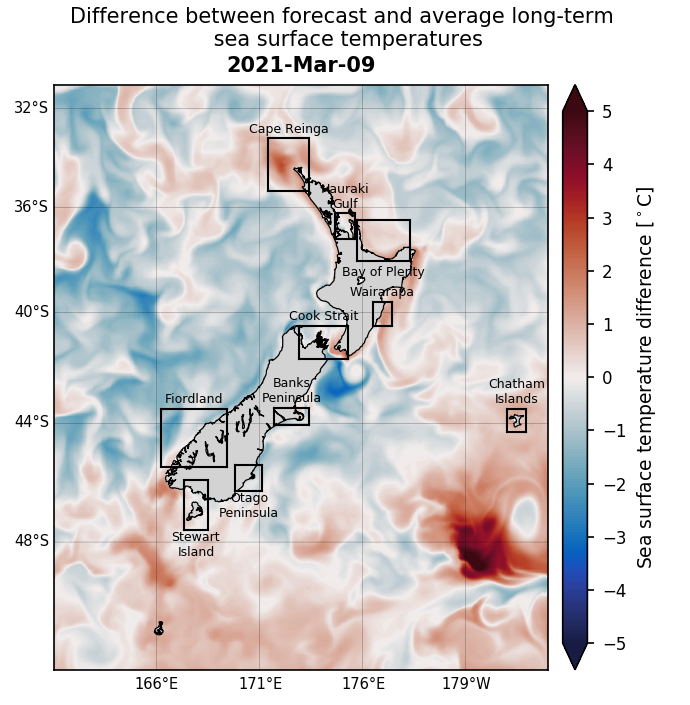 Difference between forecast and average long-term
sea surface temperatures
2021-Mar-09
32°S
36°S
40°S
44°S
48°S
166°E
171°E
176°E
179°W
Cape Reinga
Hauraki
Gulf
Bay of Plenty
Wairarapa
Cook Strait
Banks
Peninsula
Fiordland
Chatham
Islands
Otago
Peninsula
Stewart
Island
5
4
3
2
1
0
−1
−2
−3
−4
−5
Sea surface temperature difference [°C]